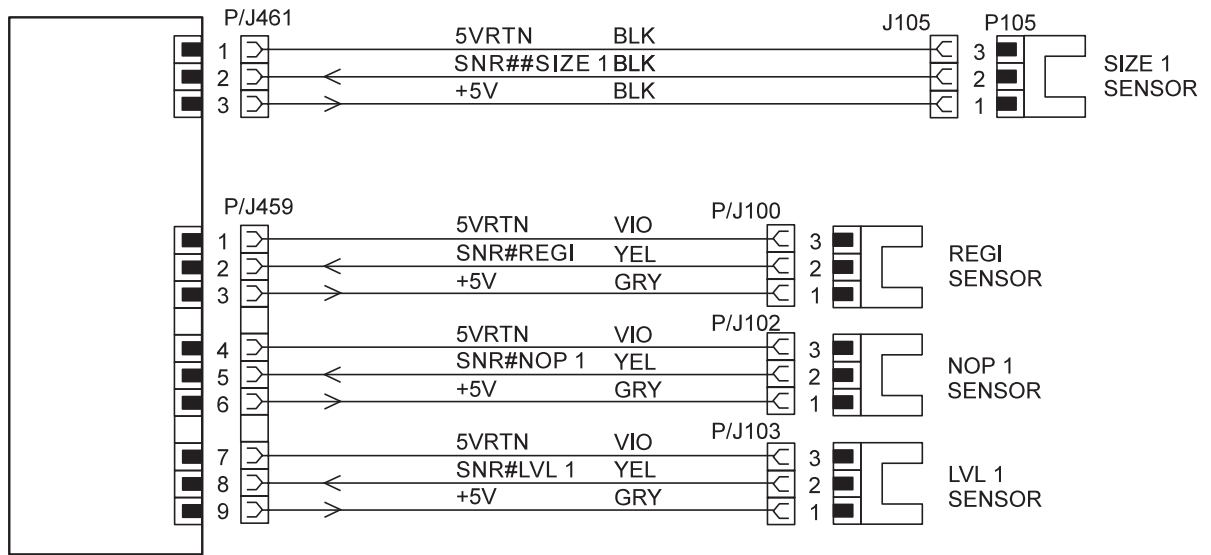 P/J461 J105 P105
1 5VRTN BLK 3
2 SNR##SIZE 1 BLK 2
3 +5V BLK 1
SIZE 1
SENSOR
P/J459 P/J100
1 5VRTN VIO 3
2 SNR#REGI YEL 2
3 +5V GRY 1
REGI
SENSOR
P/J102
4 5VRTN VIO 3
5 SNR#NOP 1 YEL 2
6 +5V GRY 1
NOP 1
SENSOR
P/J103
7 5VRTN VIO 3
8 SNR#LVL 1 YEL 2
9 +5V GRY 1
LVL 1
SENSOR